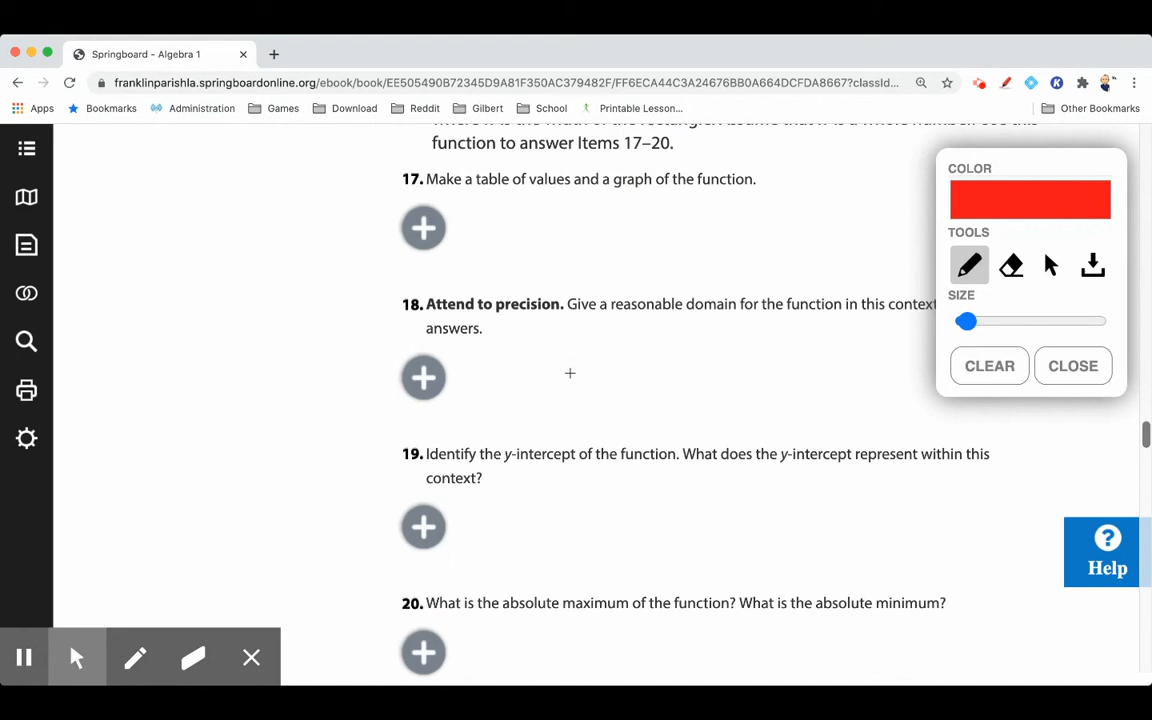 Springboard - Algebra 1
franklinparishla.springboardonline.org/ebook/book/EE505490B72345D9A81F350AC379482F/FF6ECA44C3A24676BB0A664DCFDA8667?classId...
Apps
Bookmarks
Administration
Games
Download
Reddit
Gilbert
School
Printable Lesson...
Other Bookmarks
function to answer Items 17–20.
17. Make a table of values and a graph of the function.
18. Attend to precision. Give a reasonable domain for the function in this context
answers.
19. Identify the y-intercept of the function. What does the y-intercept represent within this
context?
20. What is the absolute maximum of the function? What is the absolute minimum?
COLOR
TOOLS
SIZE
CLEAR
CLOSE
?
Help